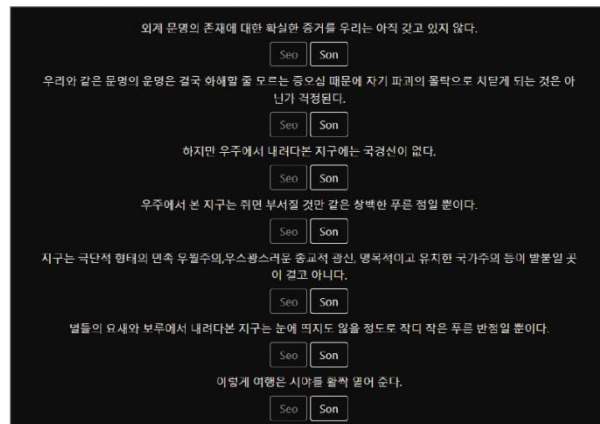 외계 문명의 존재에 대한 확실한 증거를 우리는 아직 갖고 있지 않다.
Seo Son
우리와 같은 문명의 운명은 결국 화해할 줄 모르는 증오심 때문에 자기 파괴의 몰락으로 치닫게 되는 것은 아
닌가 걱정된다.
Seo Son
하지만 우주에서 내려다본 지구에는 국경선이 없다.
Seo Son
우주에서 본 지구는 쥐면 부서질 것만 같은 창백한 푸른 점일 뿐이다.
Seo Son
지구는 극단적 형태의 민족 우월주의,우스꽝스러운 종교적 광신, 맹목적이고 유치한 국가주의 등이 발붙일 곳
이 결코 아니다.
Seo Son
별들의 요새와 보루에서 내려다본 지구는 눈에 띄지도 않을 정도로 작디 작은 푸른 반점일 뿐이다.
Seo Son
이렇게 여행은 시야를 활짝 열어 준다.
Seo Son